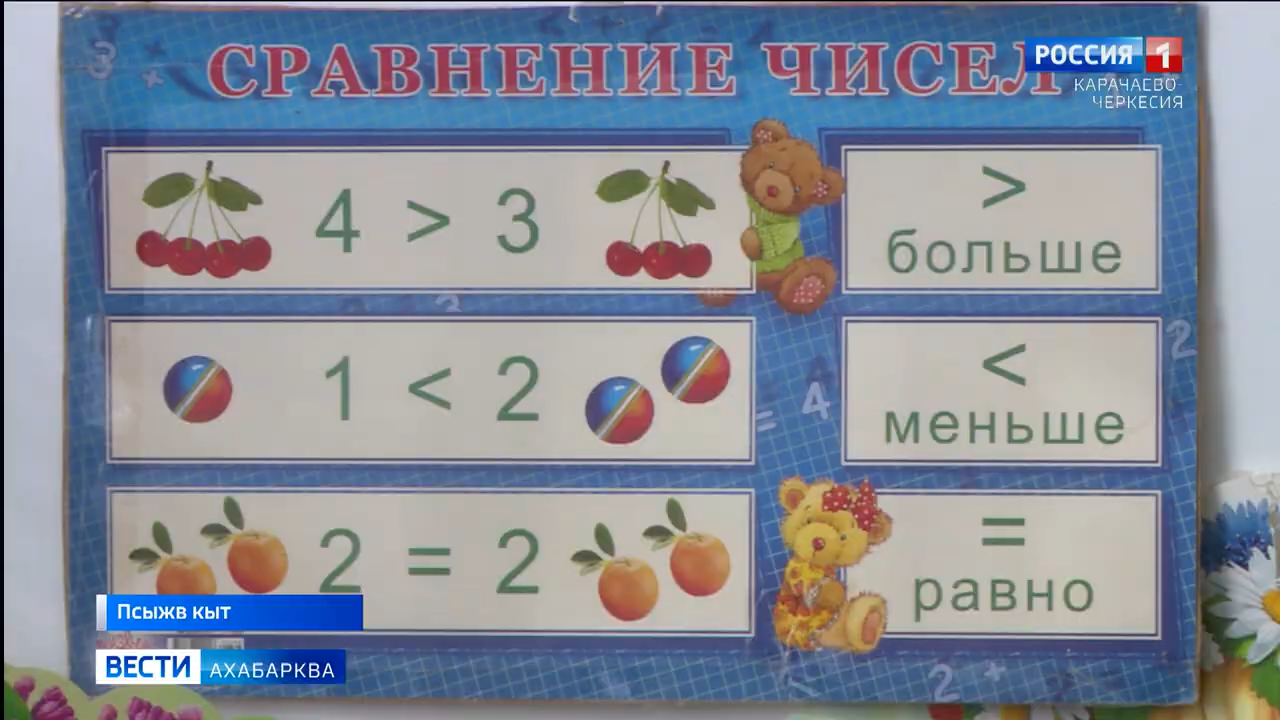 СРАВНЕНИЕ ЧИСЕЛ
РОССИЯ 1
КАРАЧАЕВО-
ЧЕРКЕСИЯ
4 > 3
>
больше
1 < 2
<
меньше
2 = 2
=
равно
Псыжв кыт
ВЕСТИ АХАБАРКВА